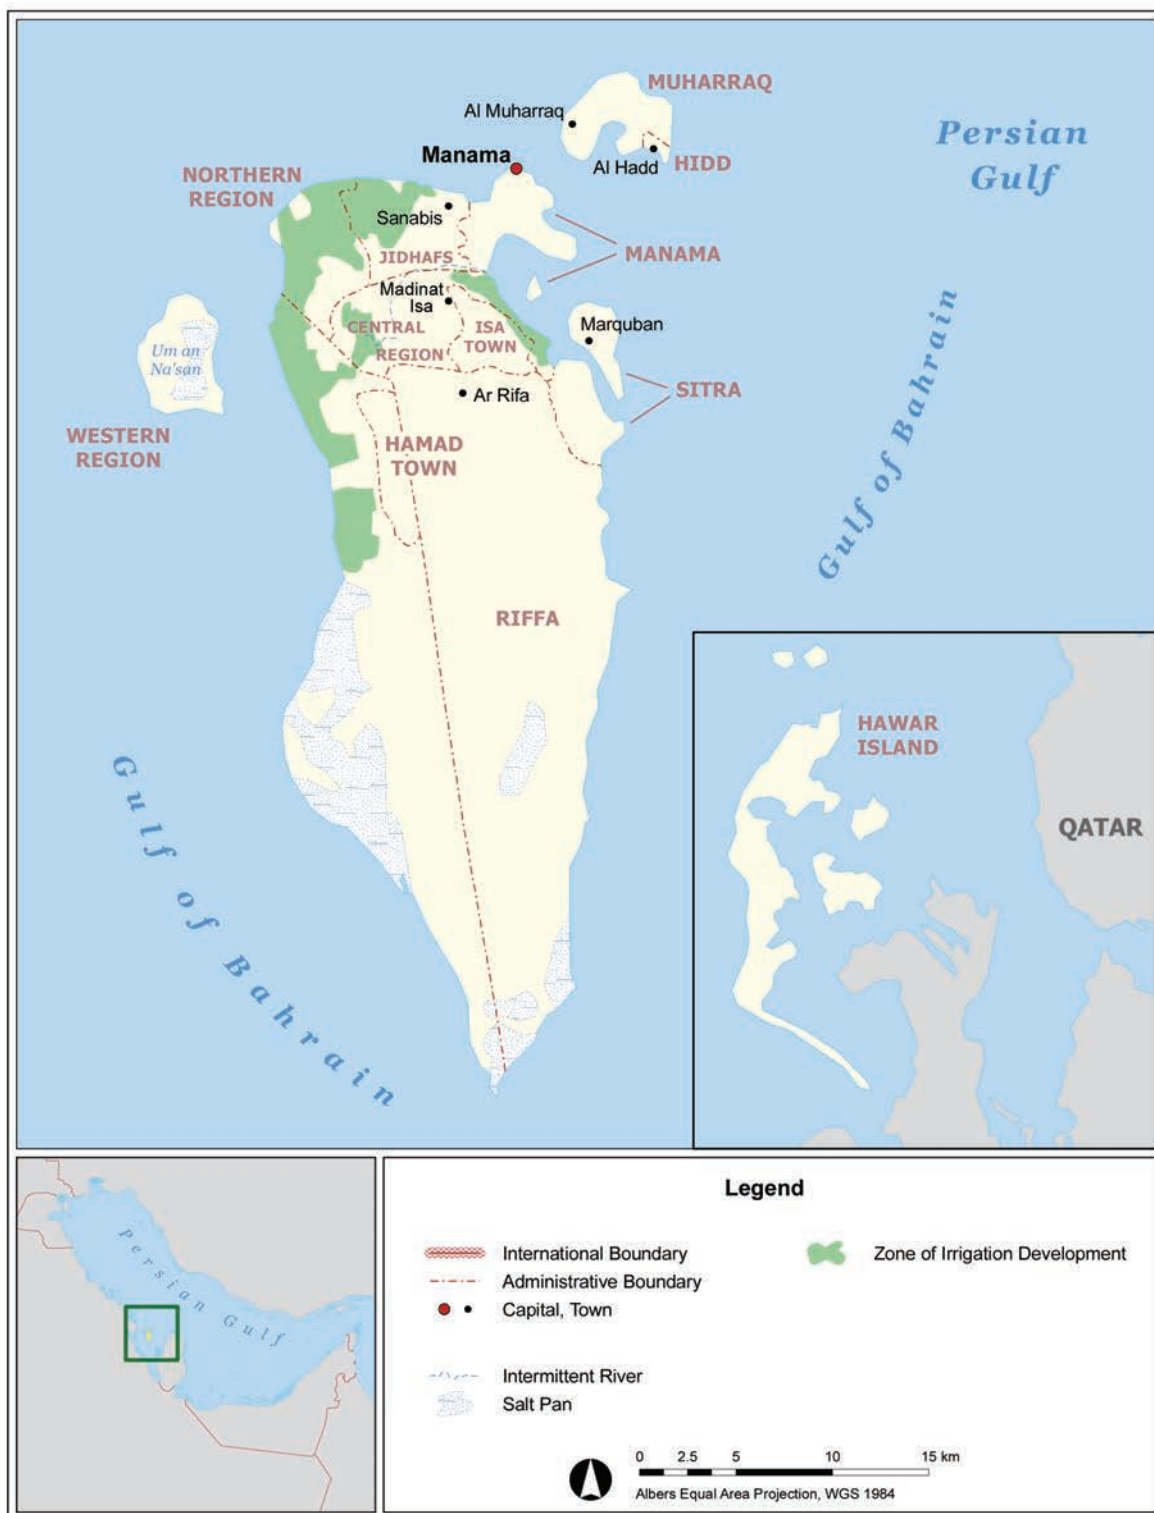 MUHARRAQ
Al Muharraq
Persian
Gulf
Manama
Al Hadd
HIDD
NORTHERN
REGION
Sanabis
MANAMA
JIDHAFS
Madinat
Isa
CENTRAL
REGION
ISA
TOWN
Marquban
Um an
Na'san
SITRA
Ar Rifa
WESTERN
REGION
HAMAD
TOWN
Gulf of Bahrain
RIFFA
HAWAR
ISLAND
QATAR
Gulf of Bahrain
Persian Gulf
Legend
International Boundary
Administrative Boundary
Capital, Town
Intermittent River
Salt Pan
Zone of Irrigation Development
0 2.5 5 10 15 km
Albers Equal Area Projection, WGS 1984